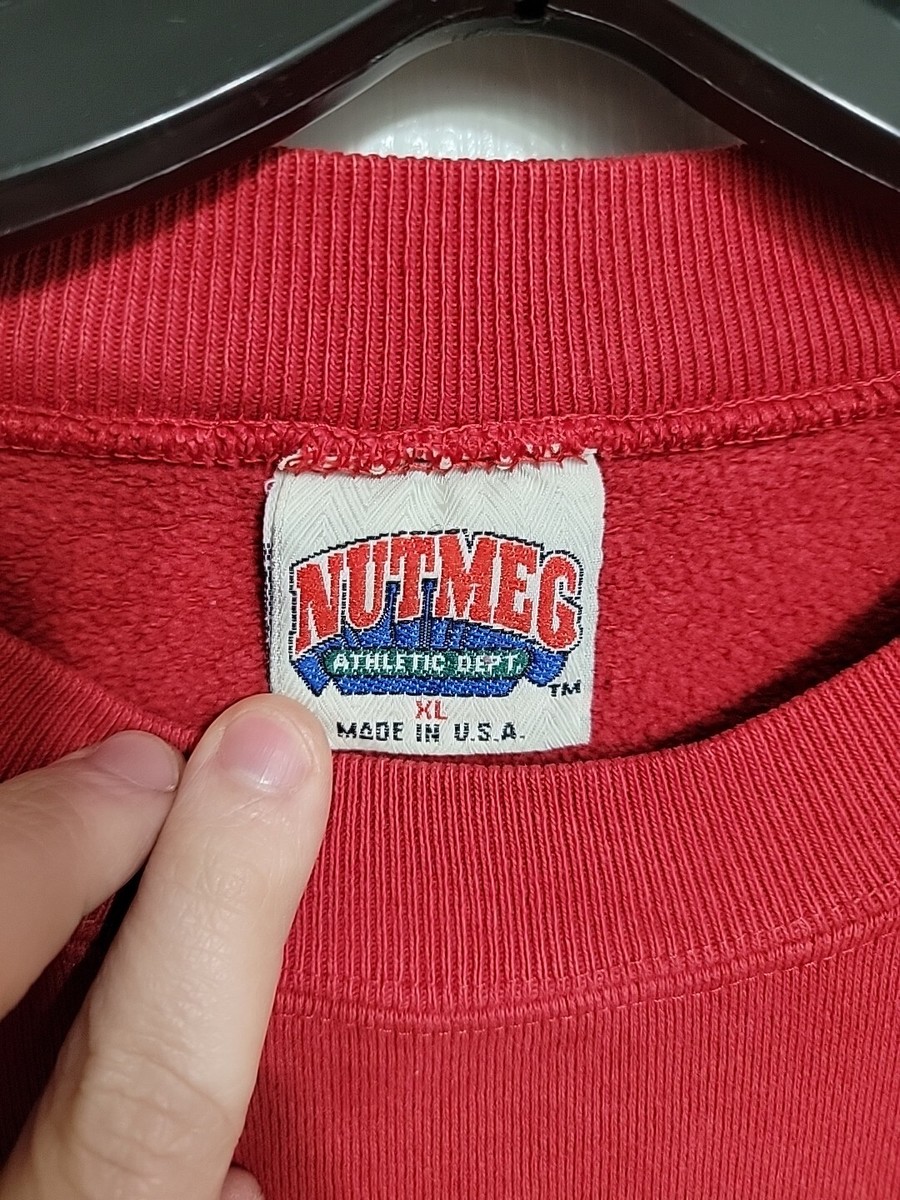 NUTMEG
ATHLETIC DEPT.
TM
XL
MADE IN U.S.A.